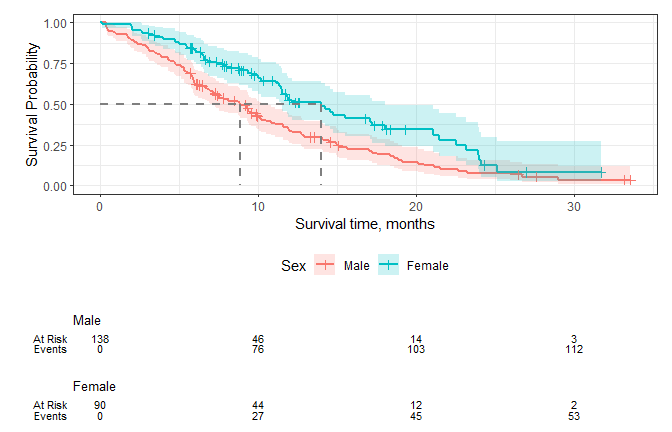 Survival Probability
1.00
0.75
0.50
0.25
0.00
0 10 20 30
Survival time, months
Sex Male Female
Male
At Risk 138 46 14 3
Events 0 76 103 112
Female
At Risk 90 44 12 2
Events 0 27 45 53